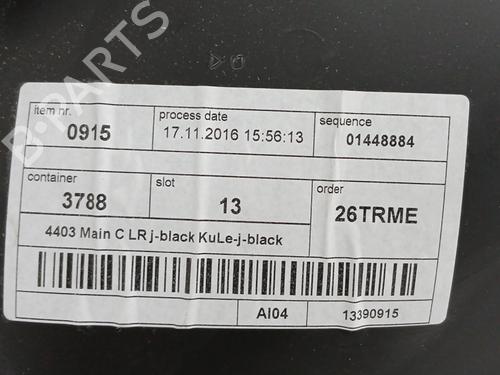 item nr.
process date
sequence
0915
17.11.2016 15:56:13
01448884
container
slot
order
3788
13
26TRME
4403 Main C LR j-black KuLe-j-black
AI04
13390915
B-PARTS